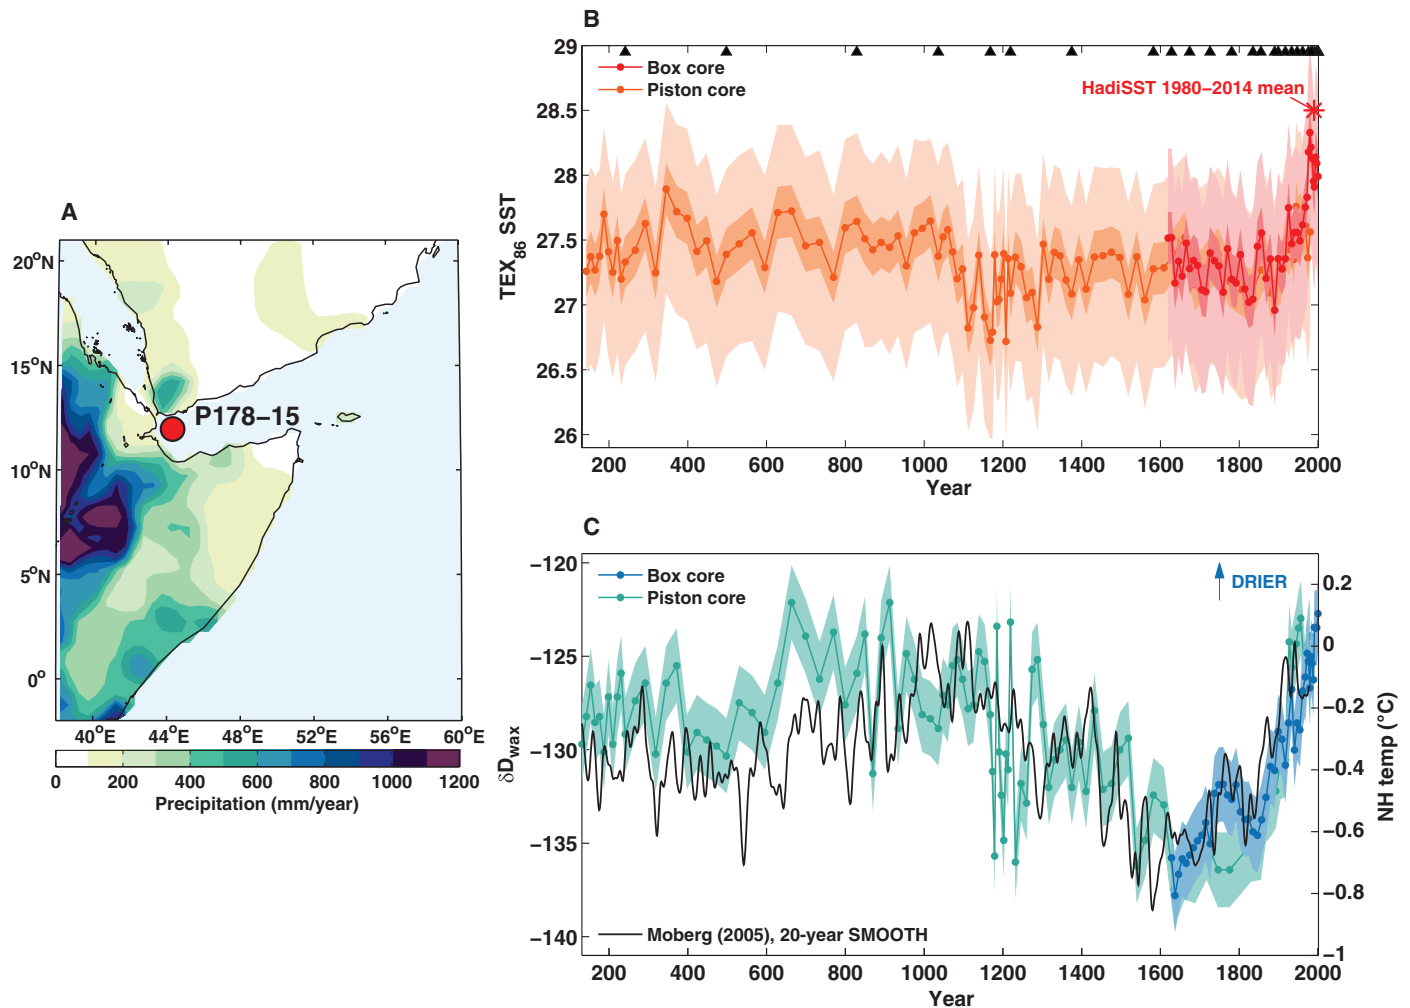 A
20°N
15°N
10°N
5°N
0°
40°E 44°E 48°E 52°E 56°E 60°E
P178–15
0 200 400 600 800 1000 1200
Precipitation (mm/year)
B
29
28.5
28
27.5
27
26.5
26
TEX86 SST
Box core
Piston core
HadiSST 1980–2014 mean
200 400 600 800 1000 1200 1400 1600 1800 2000
Year
C
−120
−125
−130
−135
−140
δDwax
Box core
Piston core
DRIER
0.2
0
−0.2
−0.4
−0.6
−0.8
−1
NH temp (°C)
Moberg (2005), 20-year SMOOTH
200 400 600 800 1000 1200 1400 1600 1800 2000
Year